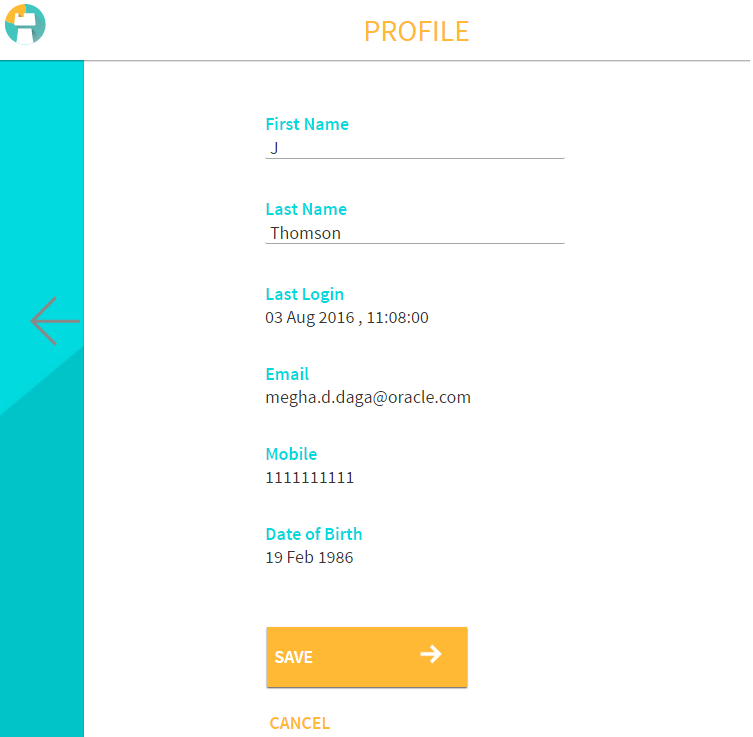 PROFILE
First Name
J
Last Name
Thomson
Last Login
03 Aug 2016 , 11:08:00
Email
megha.d.daga@oracle.com
Mobile
1111111111
Date of Birth
19 Feb 1986
SAVE
CANCEL